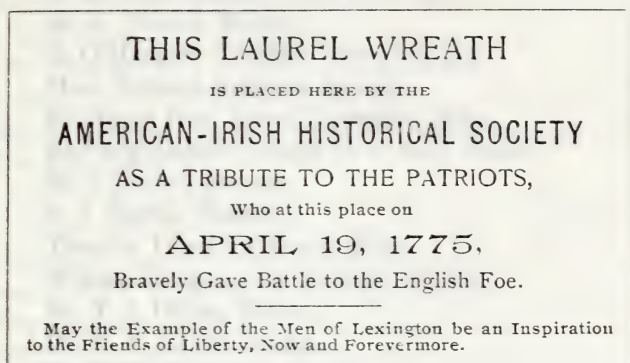 THIS LAUREL WREATH
IS PLACED HERE BY THE
AMERICAN-IRISH HISTORICAL SOCIETY
AS A TRIBUTE TO THE PATRIOTS,
Who at this place on
APRIL 19, 1775,
Bravely Gave Battle to the English Foe.
May the Example of the Men of Lexington be an Inspiration
to the Friends of Liberty, Now and Forevermore.